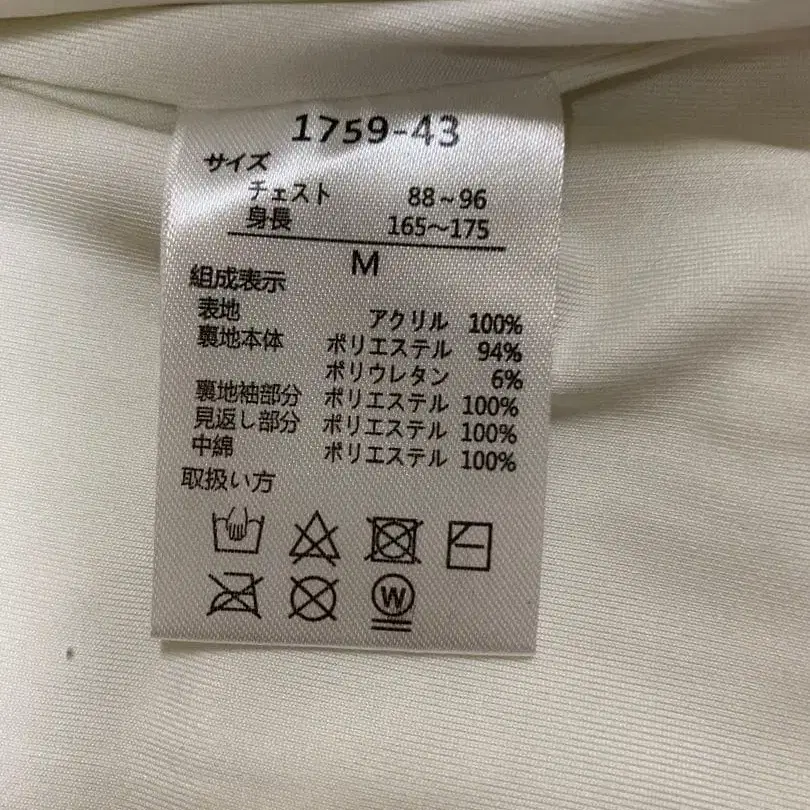 1759-43
サイズ
チェスト 88～96
身長 165～175
M
組成表示
表地 アクリル 100%
裏地本体 ポリエステル 94%
ポリウレタン 6%
裏地袖部分 ポリエステル 100%
見返し部分 ポリエステル 100%
中綿 ポリエステル 100%
取扱い方
W